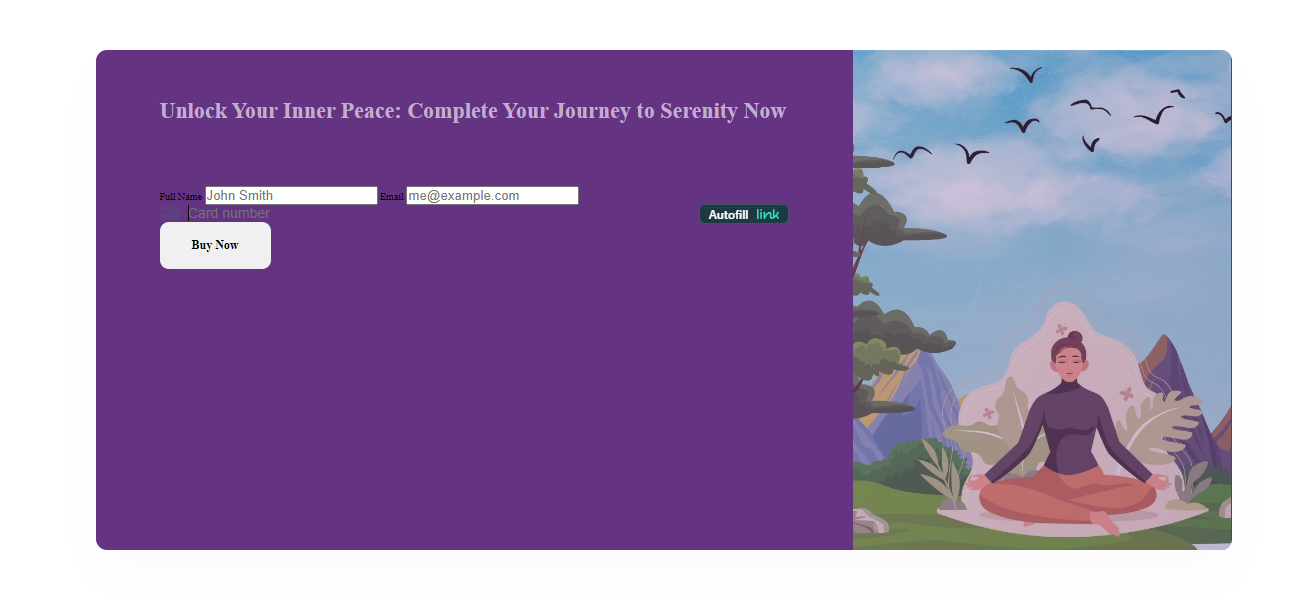 Unlock Your Inner Peace: Complete Your Journey to Serenity Now
Full Name John Smith Email me@example.com
Card number Autofill link
Buy Now